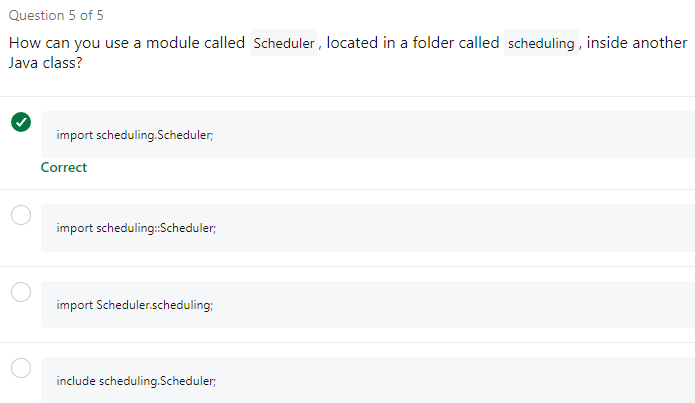 Question 5 of 5
How can you use a module called Scheduler, located in a folder called scheduling, inside another
Java class?
import scheduling.Scheduler;
Correct
import scheduling::Scheduler;
import Scheduler.scheduling;
include scheduling.Scheduler;